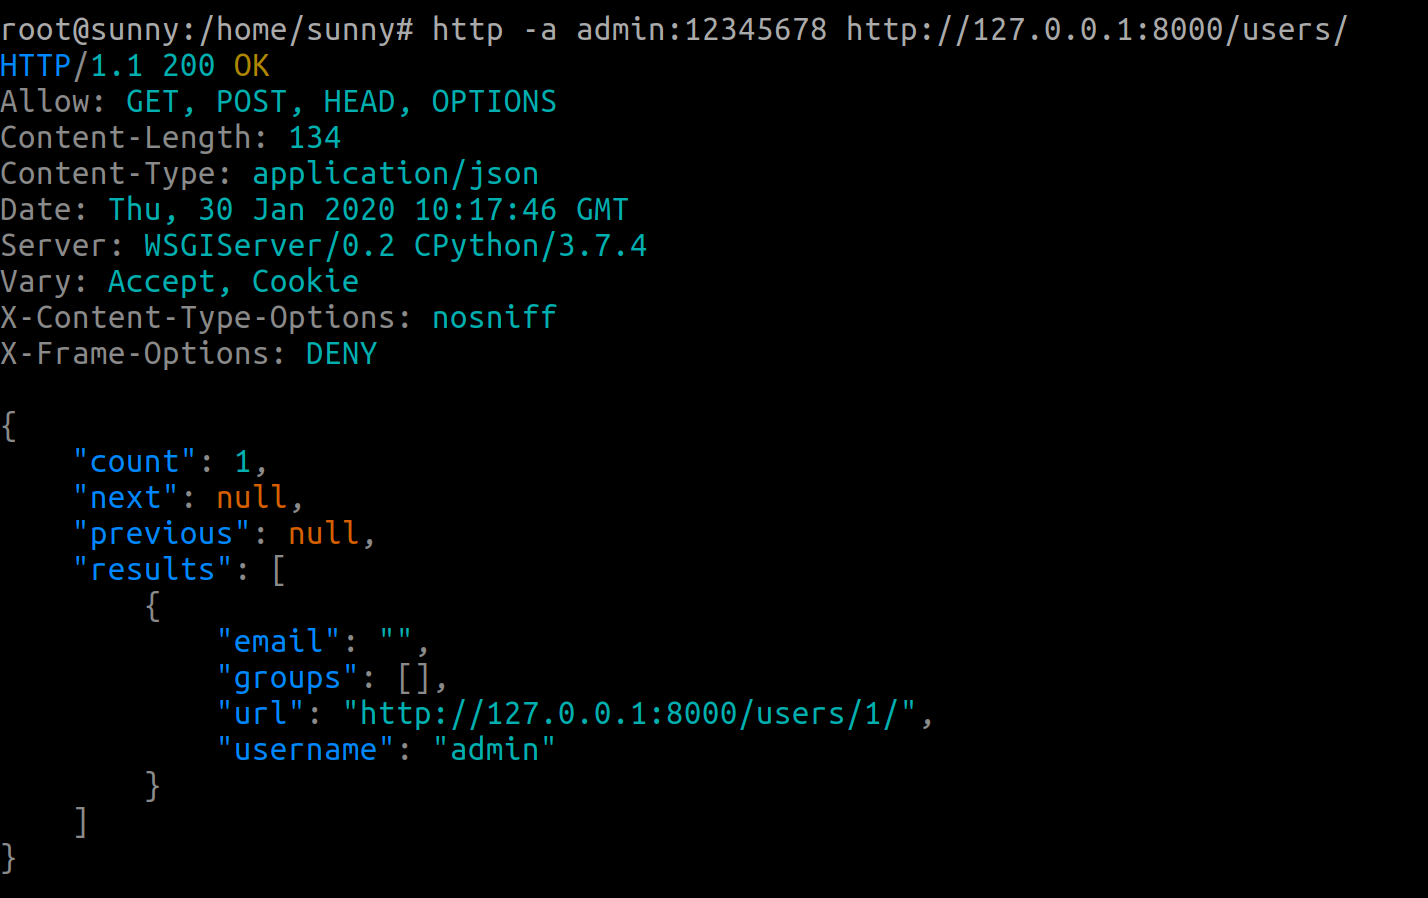 root@sunny:/home/sunny# http -a admin:12345678 http://127.0.0.1:8000/users/
HTTP/1.1 200 OK
Allow: GET, POST, HEAD, OPTIONS
Content-Length: 134
Content-Type: application/json
Date: Thu, 30 Jan 2020 10:17:46 GMT
Server: WSGIServer/0.2 CPython/3.7.4
Vary: Accept, Cookie
X-Content-Type-Options: nosniff
X-Frame-Options: DENY

{
    "count": 1,
    "next": null,
    "previous": null,
    "results": [
        {
            "email": "",
            "groups": [],
            "url": "http://127.0.0.1:8000/users/1/",
            "username": "admin"
        }
    ]
}